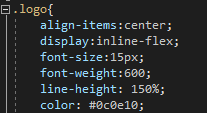 .logo{
align-items:center;
display:inline-flex;
font-size:15px;
font-weight:600;
line-height: 150%;
color: #0c0e10;